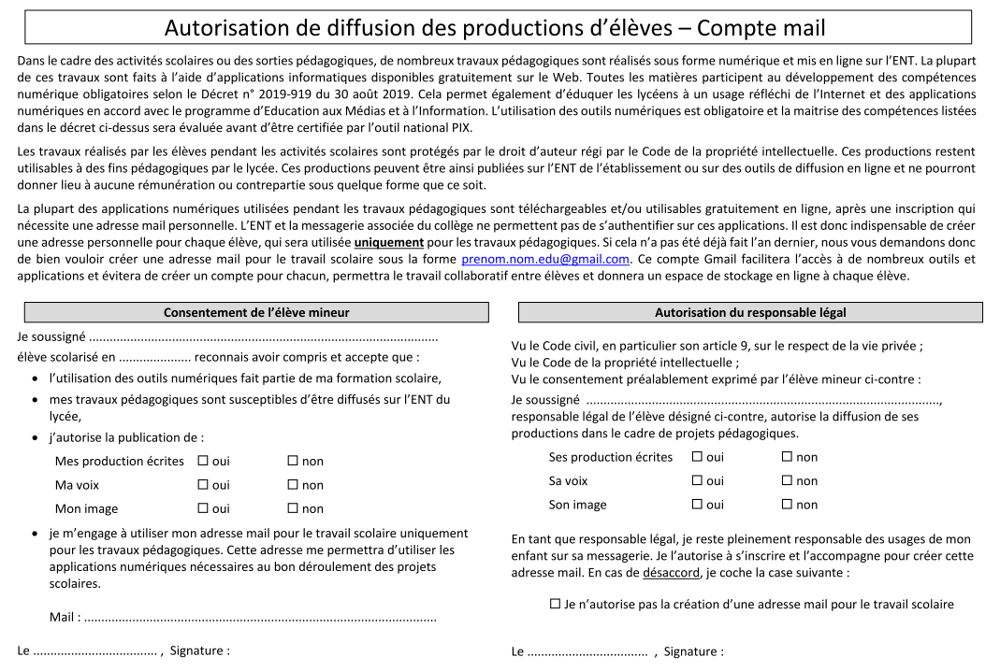 Autorisation de diffusion des productions d’élèves – Compte mail
Dans le cadre des activités scolaires ou des sorties pédagogiques, de nombreux travaux pédagogiques sont réalisés sous forme numérique et mis en ligne sur l’ENT. La plupart
de ces travaux sont faits à l’aide d’applications informatiques disponibles gratuitement sur le Web. Toutes les matières participent au développement des compétences
numérique obligatoires selon le Décret n° 2019-919 du 30 août 2019. Cela permet également d’éduquer les lycéens à un usage réfléchi de l’Internet et des applications
numériques en accord avec le programme d’Education aux Médias et à l’Information. L’utilisation des outils numériques est obligatoire et la maitrise des compétences listées
dans le décret ci-dessus sera évaluée avant d’être certifiée par l’outil national PIX.
Les travaux réalisés par les élèves pendant les activités scolaires sont protégés par le droit d’auteur régi par le Code de la propriété intellectuelle. Ces productions restent
utilisables à des fins pédagogiques par le lycée. Ces productions peuvent être ainsi publiées sur l’ENT de l’établissement ou sur des outils de diffusion en ligne et ne pourront
donner lieu à aucune rémunération ou contrepartie sous quelque forme que ce soit.
La plupart des applications numériques utilisées pendant les travaux pédagogiques sont téléchargeables et/ou utilisables gratuitement en ligne, après une inscription qui
nécessite une adresse mail personnelle. L’ENT et la messagerie associée du collège ne permettent pas de s’authentifier sur ces applications. Il est donc indispensable de créer
une adresse personnelle pour chaque élève, qui sera utilisée uniquement pour les travaux pédagogiques. Si cela n’a pas été déjà fait l’an dernier, nous vous demandons donc
de bien vouloir créer une adresse mail pour le travail scolaire sous la forme prenom.nom.edu@gmail.com. Ce compte Gmail facilitera l’accès à de nombreux outils et
applications et évitera de créer un compte pour chacun, permettra le travail collaboratif entre élèves et donnera un espace de stockage en ligne à chaque élève.
Consentement de l’élève mineur
Je soussigné ......................................................................................................
élève scolarisé en ..................... reconnais avoir compris et accepte que :
• l’utilisation des outils numériques fait partie de ma formation scolaire,
• mes travaux pédagogiques sont susceptibles d’être diffusés sur l’ENT du
lycée,
• j’autorise la publication de :
Mes production écrites ☐ oui ☐ non
Ma voix ☐ oui ☐ non
Mon image ☐ oui ☐ non
• je m’engage à utiliser mon adresse mail pour le travail scolaire uniquement
pour les travaux pédagogiques. Cette adresse me permettra d’utiliser les
applications numériques nécessaires au bon déroulement des projets
scolaires.
Mail : .......................................................................................................
Le .................................... , Signature :
Autorisation du responsable légal
Vu le Code civil, en particulier son article 9, sur le respect de la vie privée ;
Vu le Code de la propriété intellectuelle ;
Vu le consentement préalablement exprimé par l’élève mineur ci-contre :
Je soussigné .......................................................................................................,
responsable légal de l’élève désigné ci-contre, autorise la diffusion de ses
productions dans le cadre de projets pédagogiques.
Ses production écrites ☐ oui ☐ non
Sa voix ☐ oui ☐ non
Son image ☐ oui ☐ non
En tant que responsable légal, je reste pleinement responsable des usages de mon
enfant sur sa messagerie. Je l’autorise à s’inscrire et l’accompagne pour créer cette
adresse mail. En cas de désaccord, je coche la case suivante :
☐ Je n’autorise pas la création d’une adresse mail pour le travail scolaire
Le ................................... , Signature :